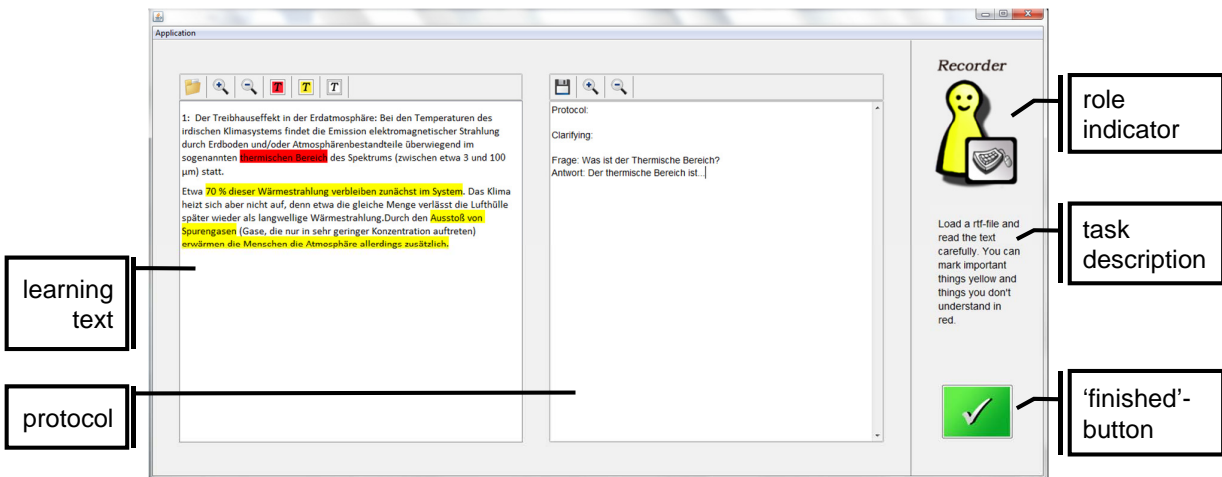 Application
1: Der Treibhauseffekt in der Erdatmosphäre: Bei den Temperaturen des
irdischen Klimasystems findet die Emission elektromagnetischer Strahlung
durch Erdboden und/oder Atmosphärenbestandteile überwiegend im
sogenannten thermischen Bereich des Spektrums (zwischen etwa 3 und 100
µm) statt.
Etwa 70 % dieser Wärmestrahlung verbleiben zunächst im System. Das Klima
heizt sich aber nicht auf, denn etwa die gleiche Menge verlässt die Lufthülle
später wieder als langwellige Wärmestrahlung.Durch den Ausstoß von
Spurengasen (Gase, die nur in sehr geringer Konzentration auftreten)
erwärmen die Menschen die Atmosphäre allerdings zusätzlich.
T
T
T
Protocol:
Clarifying:
Frage: Was ist der Thermische Bereich?
Antwort: Der thermische Bereich ist...
Recorder
Load a rtf-file and
read the text
carefully. You can
mark important
things yellow and
things you don't
understand in
red.
role
indicator
task
description
'finished'-
button
learning
text
protocol